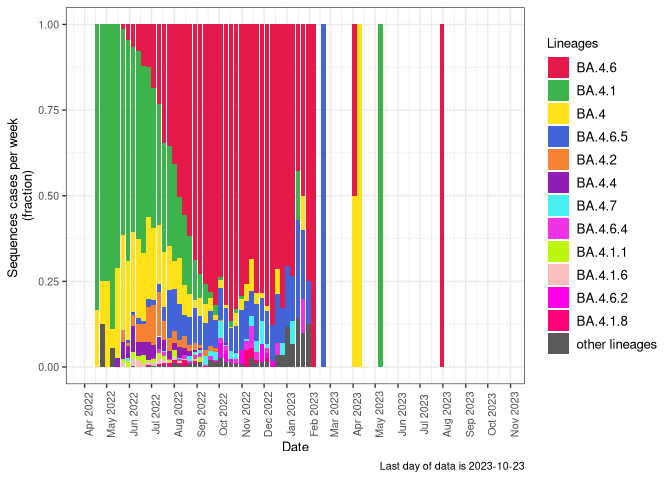 Sequences cases per week
(fraction)
1.00
0.75
0.50
0.25
0.00
Apr 2022
May 2022
Jun 2022
Jul 2022
Aug 2022
Sep 2022
Oct 2022
Nov 2022
Dec 2022
Jan 2023
Feb 2023
Mar 2023
Apr 2023
May 2023
Jun 2023
Jul 2023
Aug 2023
Sep 2023
Oct 2023
Nov 2023
Date
Lineages
BA.4.6
BA.4.1
BA.4
BA.4.6.5
BA.4.2
BA.4.4
BA.4.7
BA.4.6.4
BA.4.1.1
BA.4.1.6
BA.4.6.2
BA.4.1.8
other lineages
Last day of data is 2023-10-23